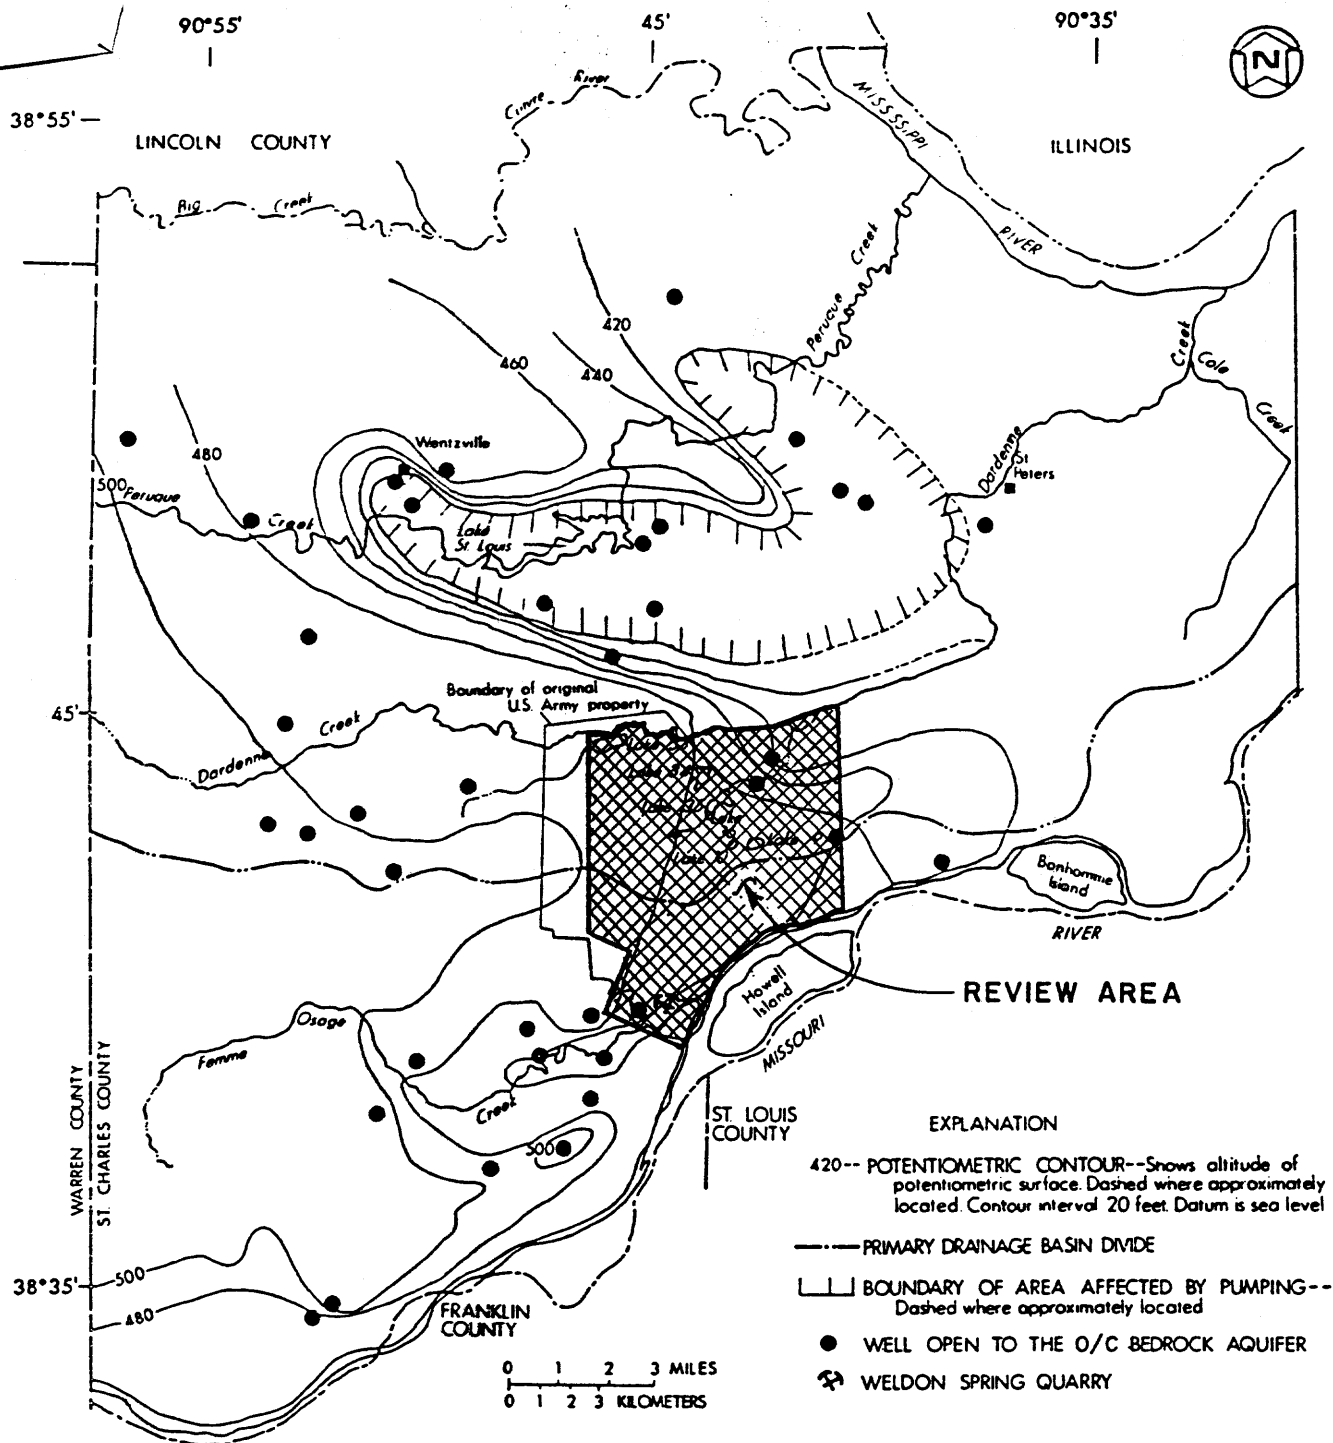 90°55'
45'
90°35'
N
38°55'
LINCOLN COUNTY
ILLINOIS
Cuivre River
MISSSSIPPI
RIVER
Big Creek
Peruque Creek
420
460
440
Creek
Cole
Creek
480
Wentzville
Dardenne
St
Peters
500
Peruque
Creek
Lake
St. Louis
Boundary of original
U.S. Army property
45'
Dardenne Creek
Bonhomme
Island
RIVER
REVIEW AREA
Howell
Island
MISSOURI
Femme Osage
Creek
500
WARREN COUNTY
ST. CHARLES COUNTY
ST. LOUIS
COUNTY
38°35'
500
480
FRANKLIN
COUNTY
EXPLANATION
420-- POTENTIOMETRIC CONTOUR--Shows altitude of
potentiometric surface. Dashed where approximately
located. Contour interval 20 feet. Datum is sea level
PRIMARY DRAINAGE BASIN DIVIDE
BOUNDARY OF AREA AFFECTED BY PUMPING--
Dashed where approximately located
WELL OPEN TO THE O/C BEDROCK AQUIFER
WELDON SPRING QUARRY
0 1 2 3 MILES
0 1 2 3 KILOMETERS